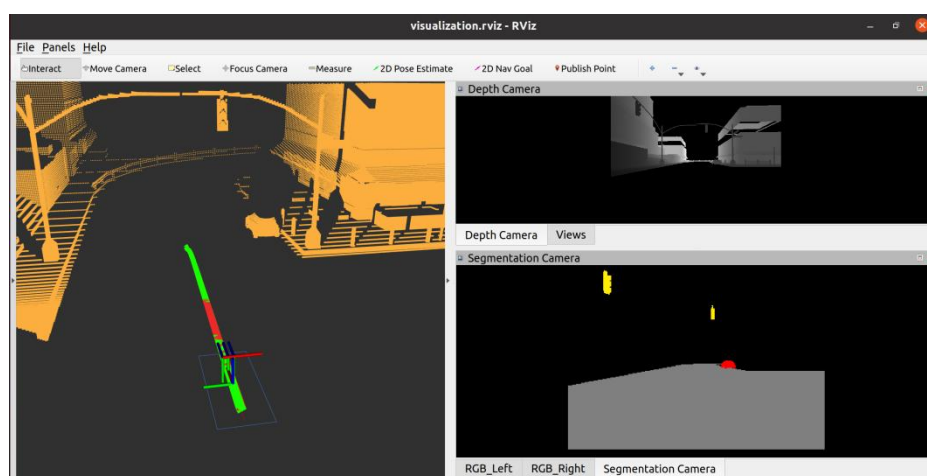 visualization.rviz - RViz
File Panels Help
Interact Move Camera Select Focus Camera Measure 2D Pose Estimate 2D Nav Goal Publish Point
Depth Camera
Depth Camera Views
Segmentation Camera
RGB_Left RGB_Right Segmentation Camera